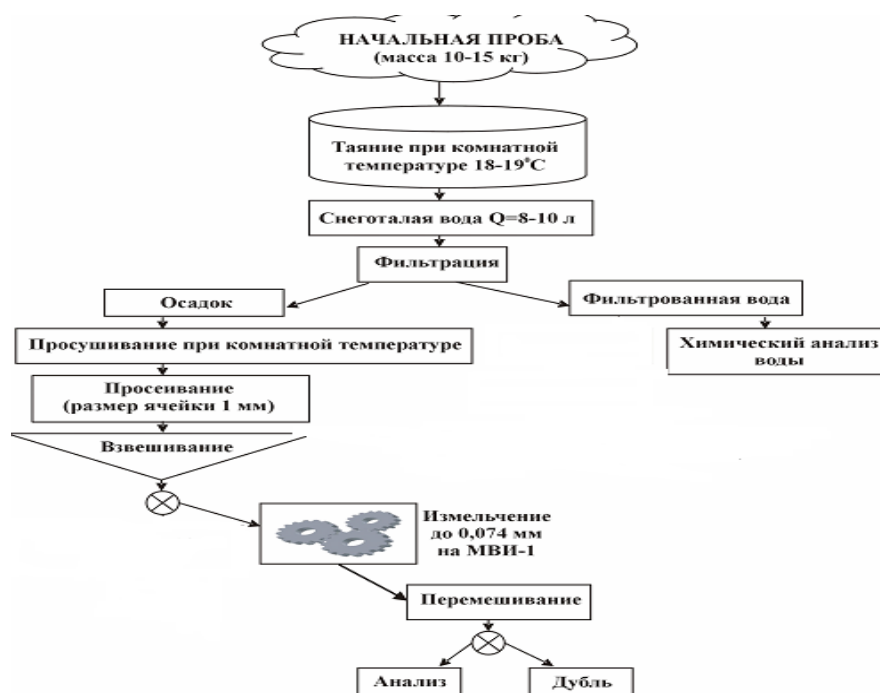 НАЧАЛЬНАЯ ПРОБА
(масса 10-15 кг)
Таяние при комнатной
температуре 18-19⁰С
Снеготалая вода Q=8-10 л
Фильтрация
Осадок
Фильтрованная вода
Просушивание при комнатной температуре
Химический анализ
воды
Просеивание
(размер ячейки 1 мм)
Взвешивание
Измельчение
до 0,074 мм
на МВИ-1
Перемешивание
Анализ
Дубль